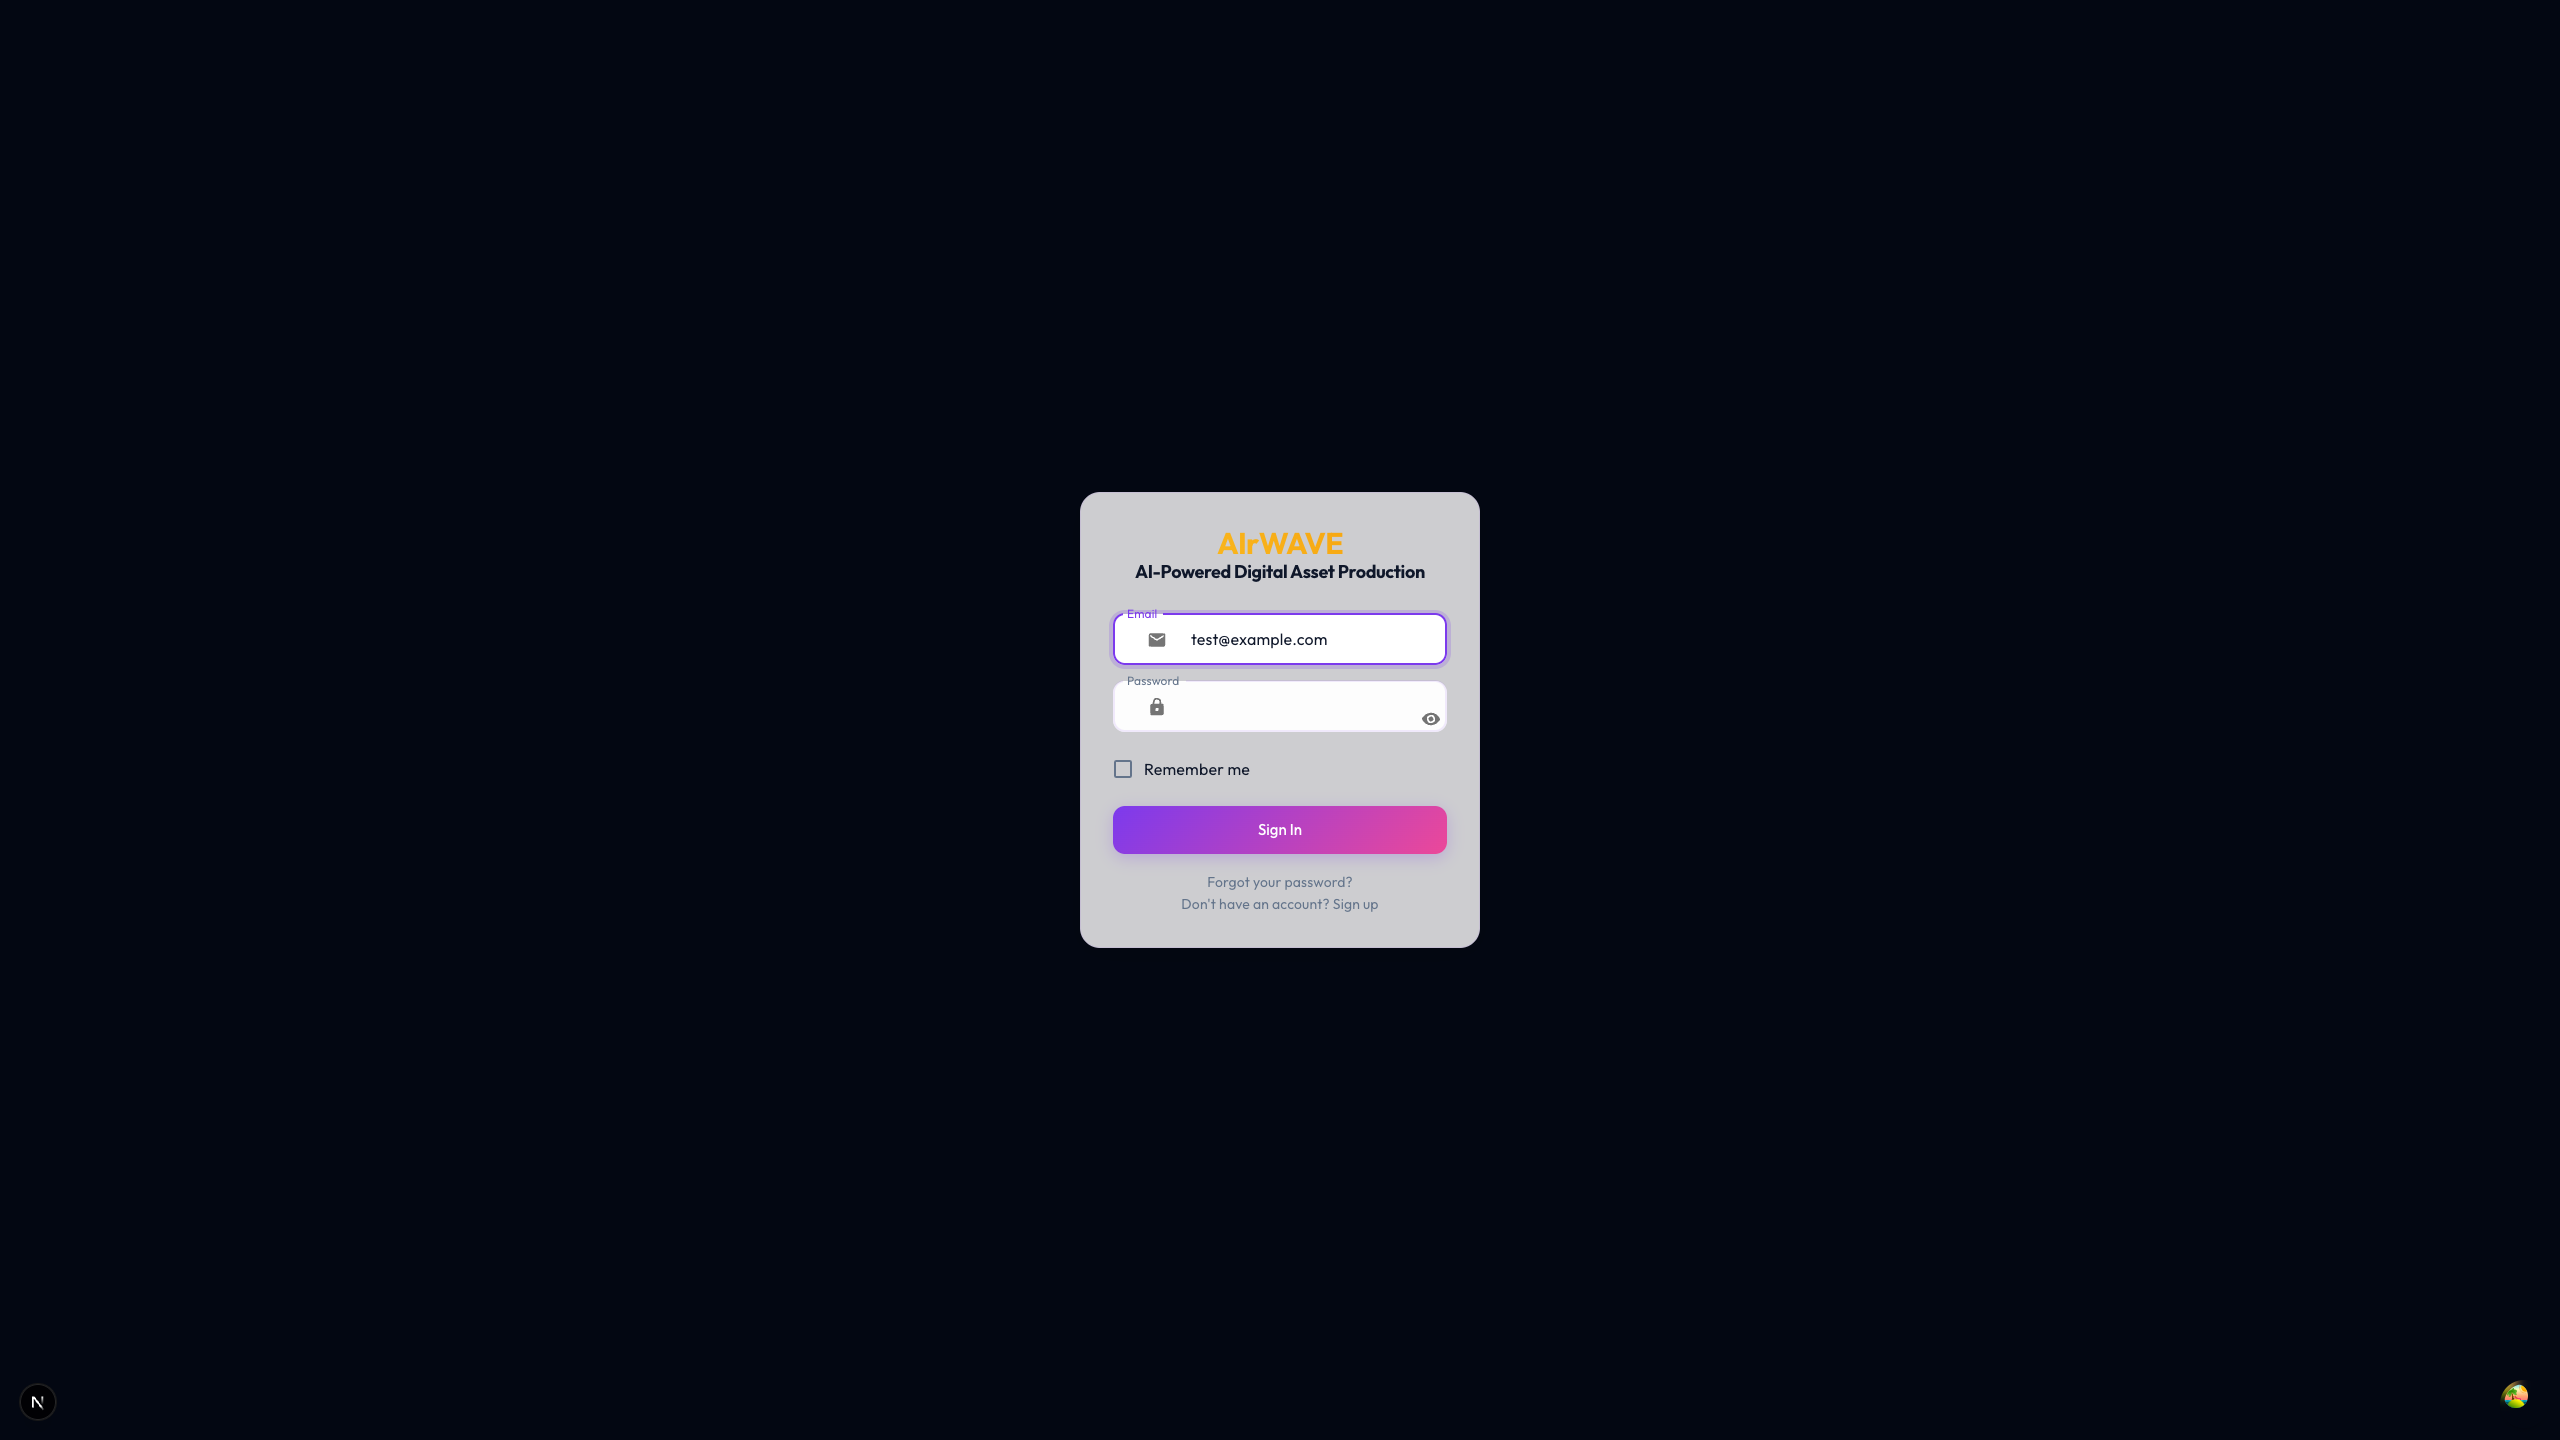 AIrWAVE
AI-Powered Digital Asset Production
Email
test@example.com
Password
Remember me
Sign In
Forgot your password?
Don't have an account? Sign up
N